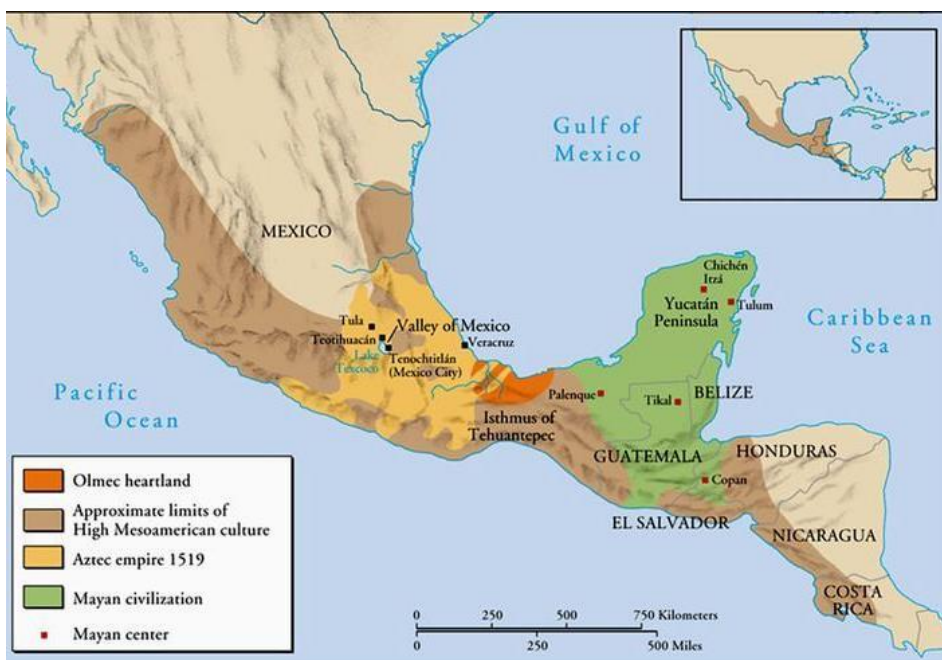 Gulf of
Mexico
MEXICO
Chichén
Itzá
Tulum
Yucatán
Peninsula
Caribbean
Sea
Tula
Valley of Mexico
Teotihuacán
Veracruz
Lake
Texcoco
Tenochtitlán
(Mexico City)
Pacific
Ocean
Palenque
Tikal
BELIZE
Isthmus of
Tehuantepec
GUATEMALA
HONDURAS
Copan
EL SALVADOR
NICARAGUA
COSTA
RICA
Olmec heartland
Approximate limits of
High Mesoamerican culture
Aztec empire 1519
Mayan civilization
Mayan center
0 250 500 750 Kilometers
0 250 500 Miles